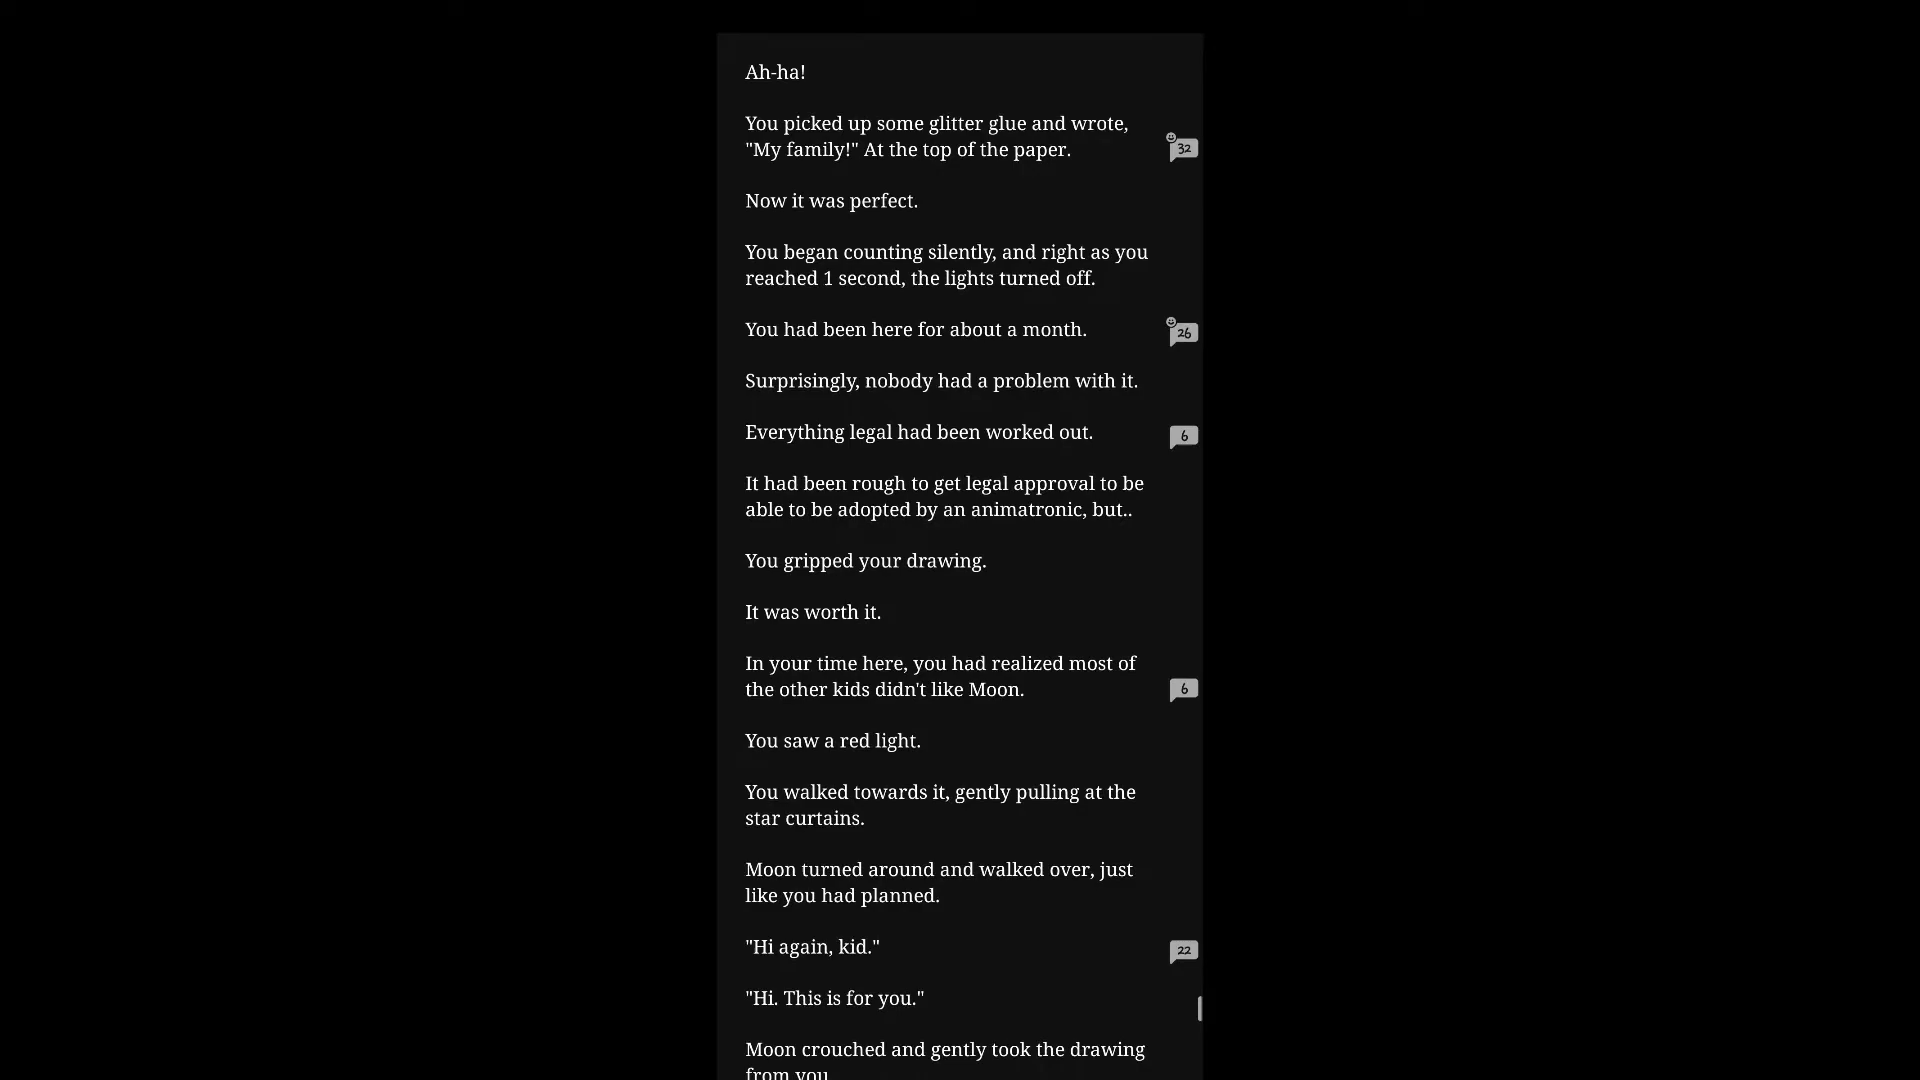 Ah-ha!
You picked up some glitter glue and wrote,
"My family!" At the top of the paper.
32
Now it was perfect.
You began counting silently, and right as you
reached 1 second, the lights turned off.
You had been here for about a month.
26
Surprisingly, nobody had a problem with it.
Everything legal had been worked out.
6
It had been rough to get legal approval to be
able to be adopted by an animatronic, but..
You gripped your drawing.
It was worth it.
In your time here, you had realized most of
the other kids didn't like Moon.
6
You saw a red light.
You walked towards it, gently pulling at the
star curtains.
Moon turned around and walked over, just
like you had planned.
"Hi again, kid."
22
"Hi. This is for you."
Moon crouched and gently took the drawing
from you